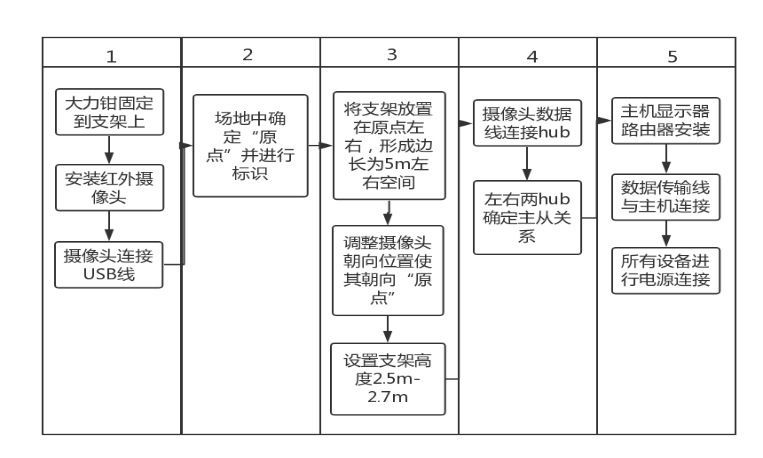 1
2
3
4
5
大力钳固定
到支架上
安装红外摄
像头
摄像头连接
USB线
场地中确
定“原
点”并进行
标识
将支架放置
在原点左
右，形成边
长为5m左
右空间
调整摄像头
朝向位置使
其朝向“原
点”
设置支架高
度2.5m-
2.7m
摄像头数据
线连接hub
左右两hub
确定主从关
系
主机显示器
路由器安装
数据传输线
与主机连接
所有设备进
行电源连接